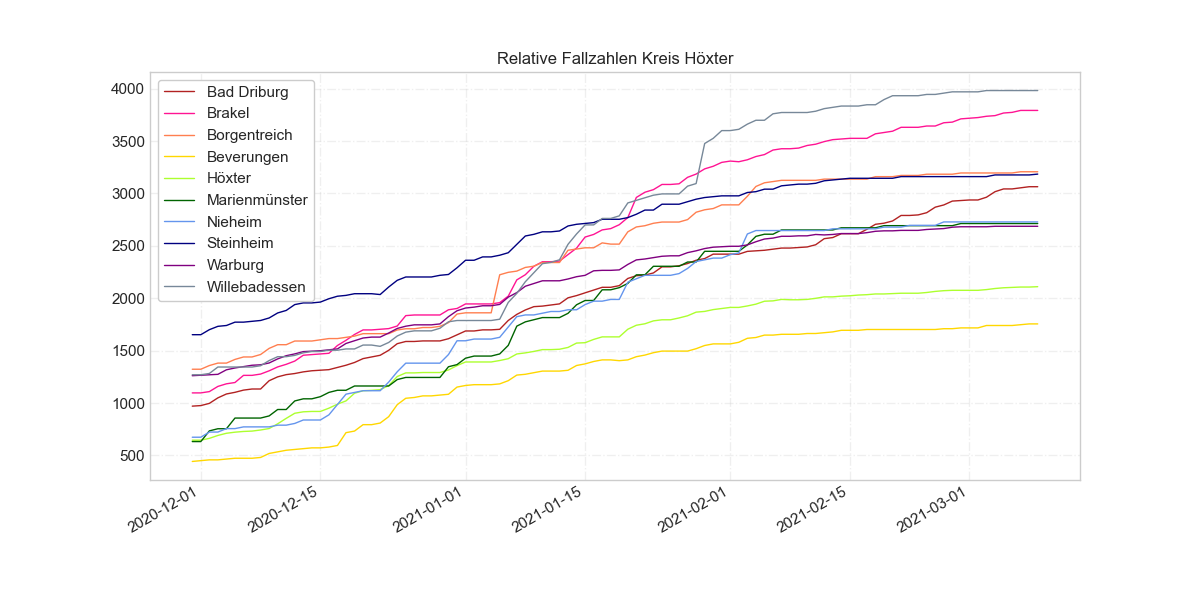 Relative Fallzahlen Kreis Höxter
4000
3500
3000
2500
2000
1500
1000
500
Bad Driburg
Brakel
Borgentreich
Beverungen
Höxter
Marienmünster
Nieheim
Steinheim
Warburg
Willebadessen
2020-12-01
2020-12-15
2021-01-01
2021-01-15
2021-02-01
2021-02-15
2021-03-01